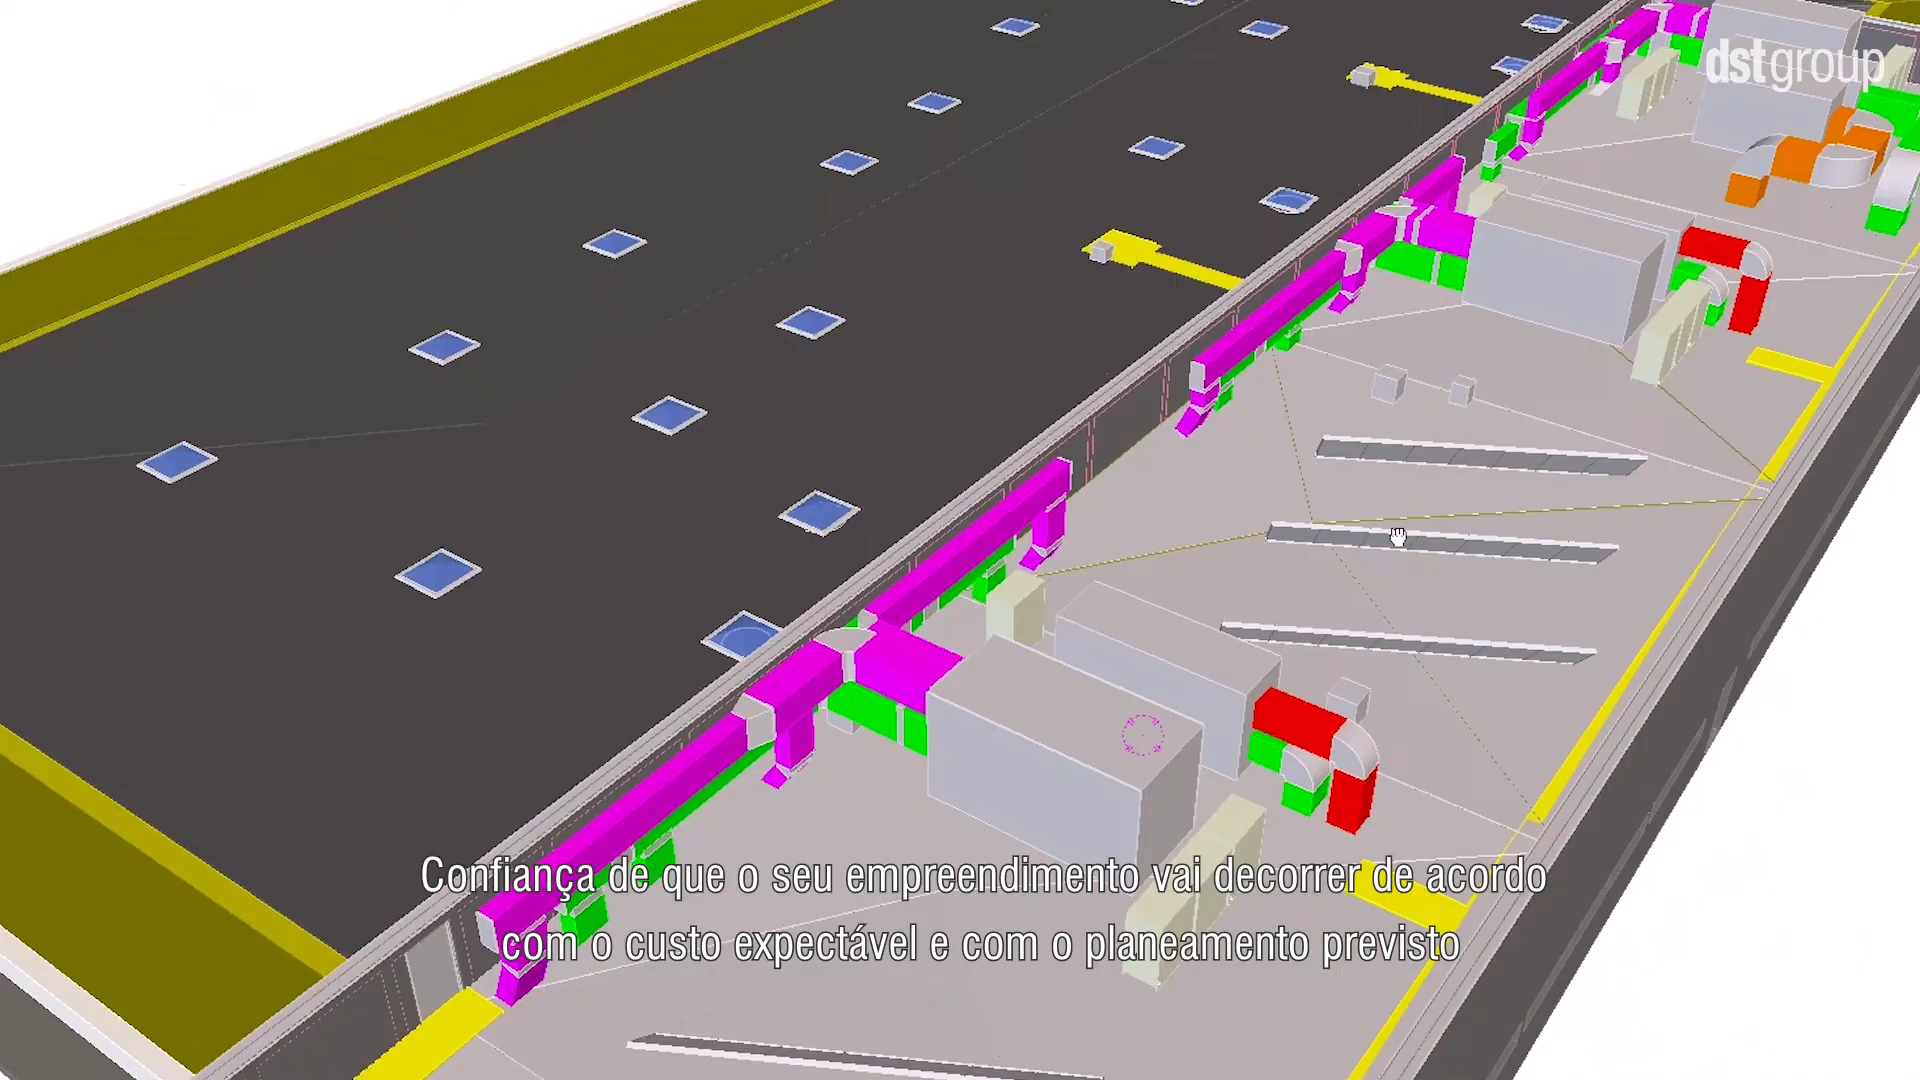 dstgroup
Confiança de que o seu empreendimento vai decorrer de acordo
com o custo expectável e com o planeamento previsto